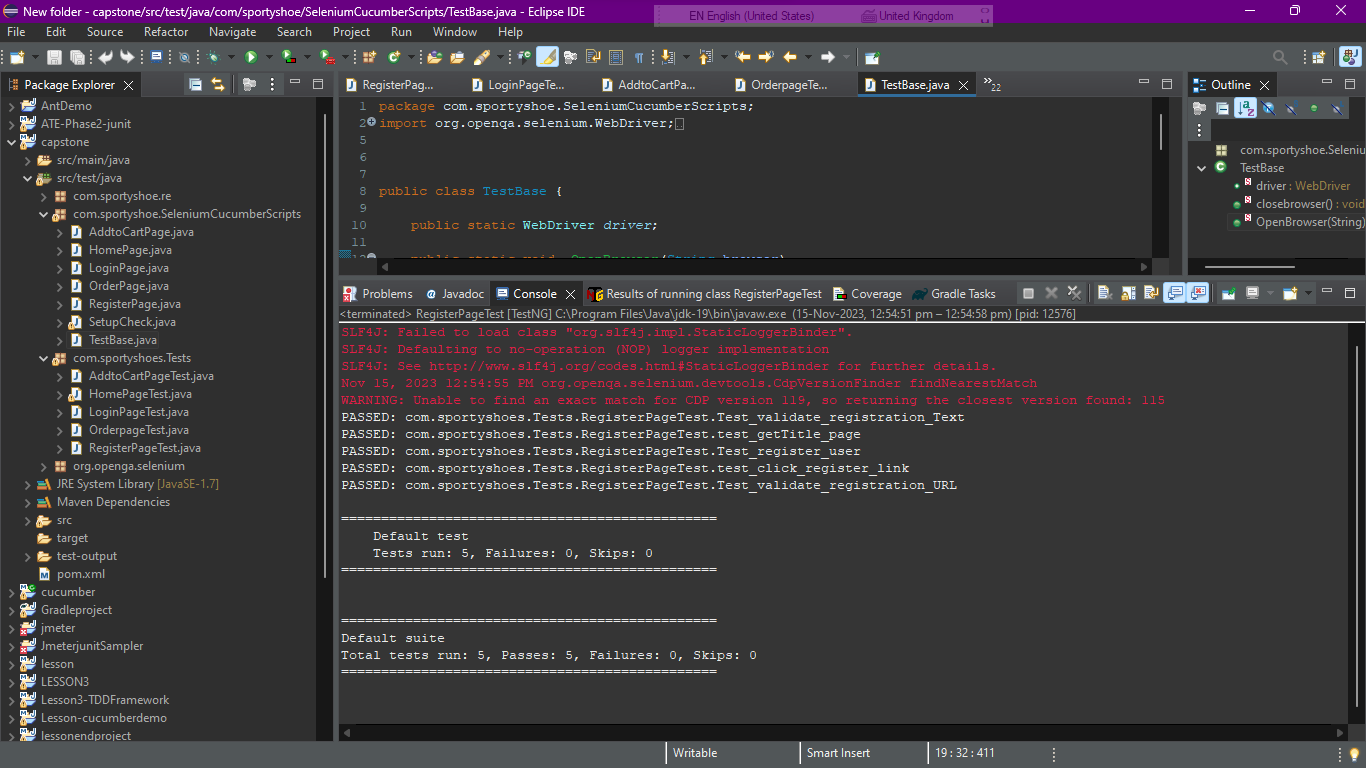 New folder - capstone/src/test/java/com/sportyshoe/SeleniumCucumberScripts/TestBase.java - Eclipse IDE
EN English (United States) United Kingdom
File Edit Source Refactor Navigate Search Project Run Window Help
Package Explorer
AntDemo
ATE-Phase2-junit
capstone
src/main/java
src/test/java
com.sportyshoe.re
com.sportyshoe.SeleniumCucumberScripts
AddtoCartPage.java
HomePage.java
LoginPage.java
OrderPage.java
RegisterPage.java
SetupCheck.java
TestBase.java
com.sportyshoes.Tests
AddtoCartPageTest.java
HomePageTest.java
LoginPageTest.java
OrderpageTest.java
RegisterPageTest.java
org.openga.selenium
JRE System Library [JavaSE-1.7]
Maven Dependencies
src
target
test-output
pom.xml
cucumber
Gradleproject
jmeter
JmeterjunitSampler
lesson
LESSON3
Lesson3-TDDFramework
Lesson-cucumberdemo
lessonendproject
RegisterPag... LoginPageTe... AddtoCartPa... OrderpageTe... TestBase.java »22
1 package com.sportyshoe.SeleniumCucumberScripts;
2 import org.openqa.selenium.WebDriver;
5
6
7
8 public class TestBase {
9
10 public static WebDriver driver;
11
12 public static void OpenBrowser(String browser)
Outline
com.sportyshoe.Seleniu
TestBase
driver : WebDriver
closebrowser() : void
OpenBrowser(String)
Problems Javadoc Console Results of running class RegisterPageTest Coverage Gradle Tasks
<terminated> RegisterPageTest [TestNG] C:\Program Files\Java\jdk-19\bin\javaw.exe (15-Nov-2023, 12:54:51 pm – 12:54:58 pm) [pid: 12576]
SLF4J: Failed to load class "org.slf4j.impl.StaticLoggerBinder".
SLF4J: Defaulting to no-operation (NOP) logger implementation
SLF4J: See http://www.slf4j.org/codes.html#StaticLoggerBinder for further details.
Nov 15, 2023 12:54:55 PM org.openqa.selenium.devtools.CdpVersionFinder findNearestMatch
WARNING: Unable to find an exact match for CDP version 119, so returning the closest version found: 115
PASSED: com.sportyshoes.Tests.RegisterPageTest.Test_validate_registration_Text
PASSED: com.sportyshoes.Tests.RegisterPageTest.test_getTitle_page
PASSED: com.sportyshoes.Tests.RegisterPageTest.Test_register_user
PASSED: com.sportyshoes.Tests.RegisterPageTest.test_click_register_link
PASSED: com.sportyshoes.Tests.RegisterPageTest.Test_validate_registration_URL
===============================================
Default test
Tests run: 5, Failures: 0, Skips: 0
===============================================
===============================================
Default suite
Total tests run: 5, Passes: 5, Failures: 0, Skips: 0
===============================================
Writable Smart Insert 19 : 32 : 411